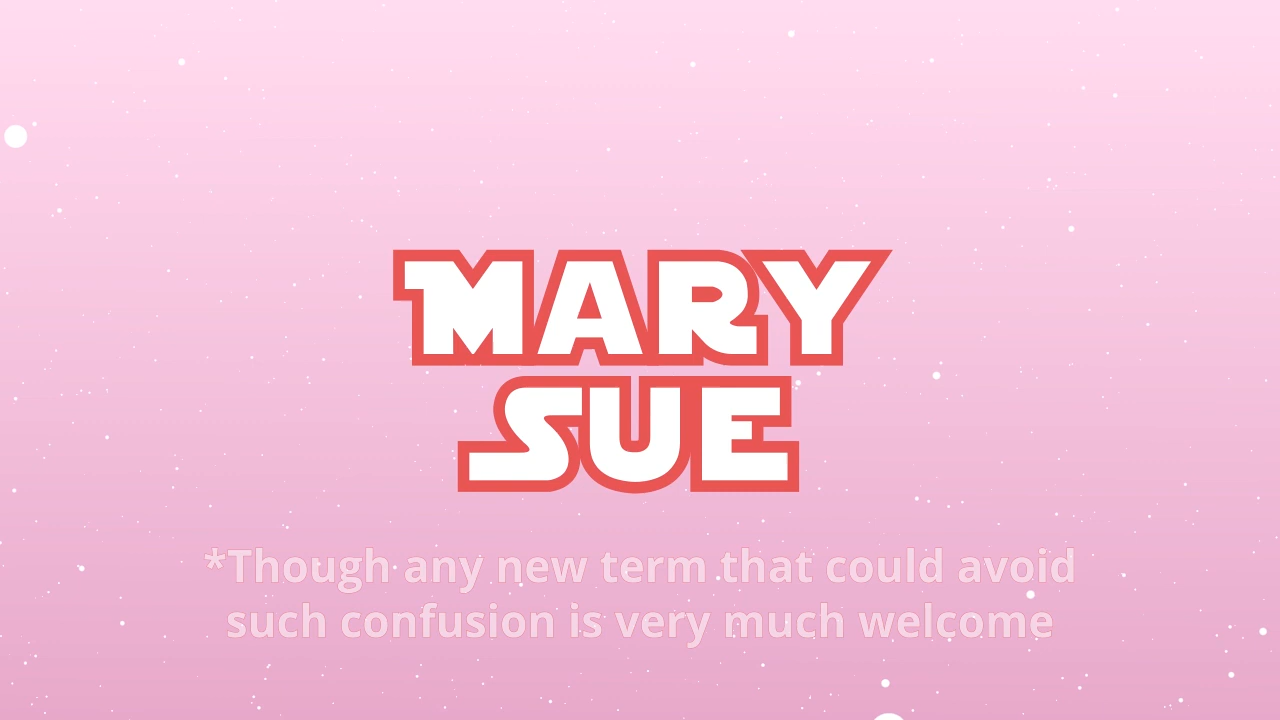 MARY
SUE
*Though any new term that could avoid
such confusion is very much welcome